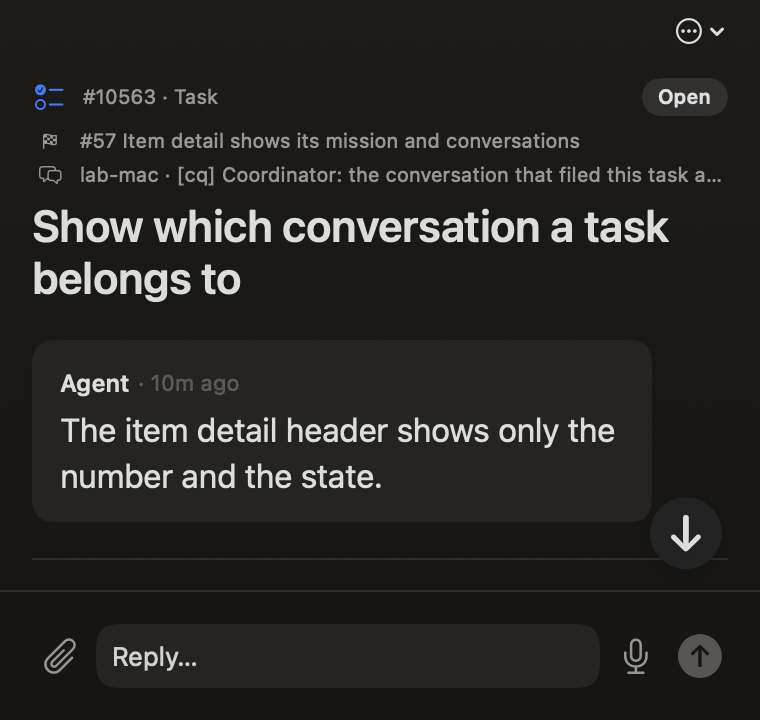 #10563 · Task
Open
#57 Item detail shows its mission and conversations
lab-mac · [cq] Coordinator: the conversation that filed this task a...
Show which conversation a task
belongs to
Agent · 10m ago
The item detail header shows only the
number and the state.
Reply...